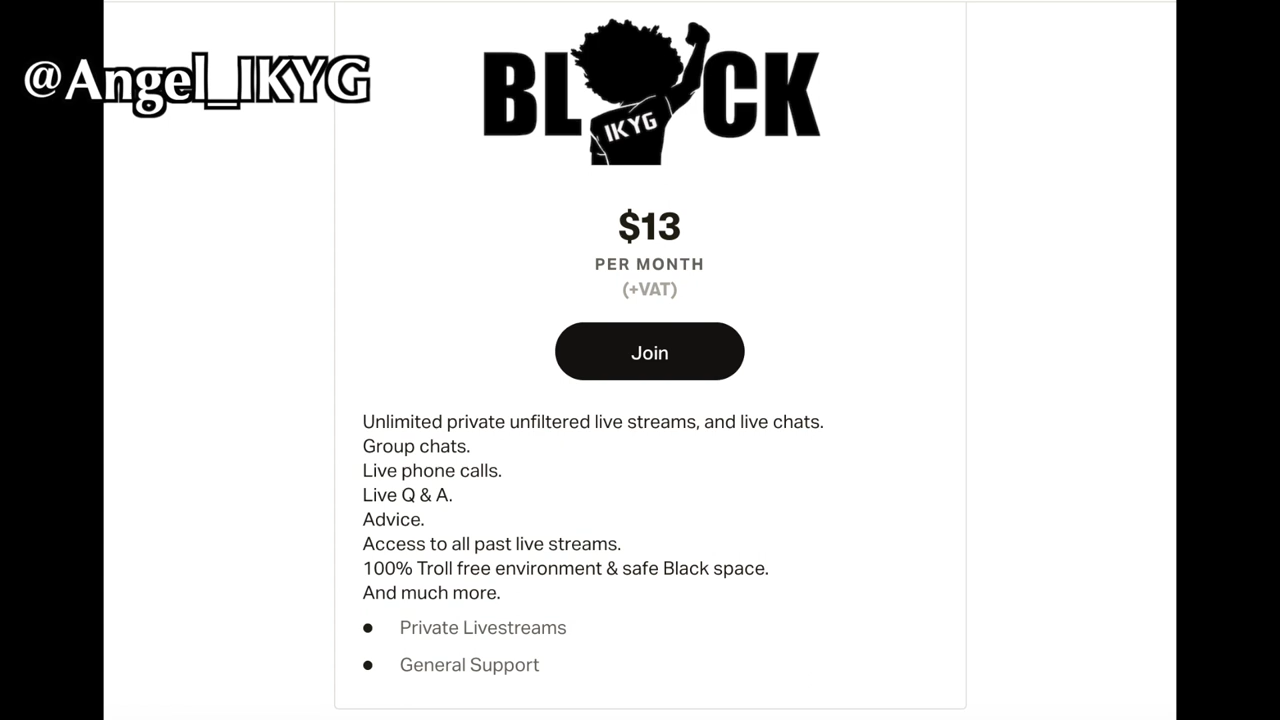 @Angel_IKYG
BL CK
IKYG
$13
PER MONTH
(+VAT)
Join
Unlimited private unfiltered live streams, and live chats.
Group chats.
Live phone calls.
Live Q & A.
Advice.
Access to all past live streams.
100% Troll free environment & safe Black space.
And much more.
● Private Livestreams
● General Support